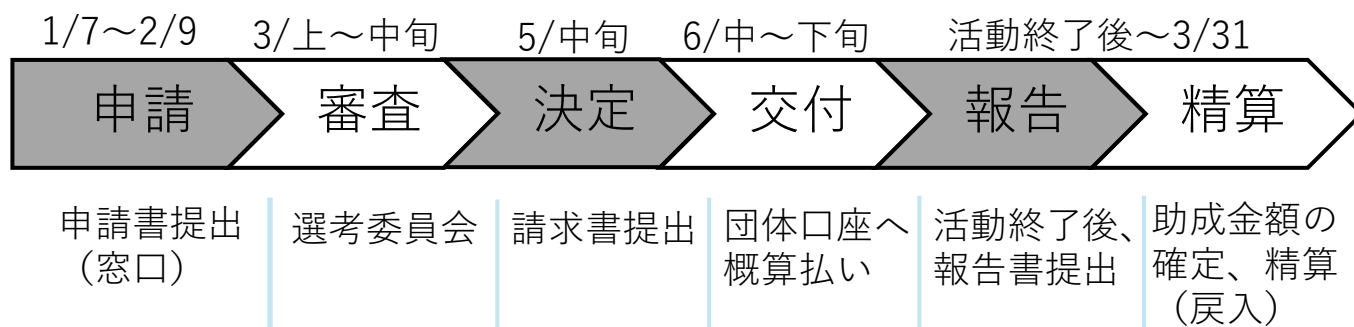 1/7～2/9
3/上～中旬
5/中旬
6/中～下旬
活動終了後～3/31
申請
審査
決定
交付
報告
精算
申請書提出
（窓口）
選考委員会
請求書提出
団体口座へ
概算払い
活動終了後、
報告書提出
助成金額の
確定、精算
（戻入）